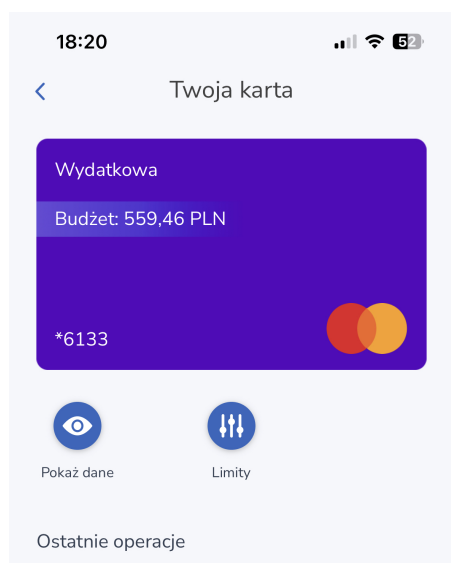 18:20
52
Twoja karta
Wydatkowa
Budżet: 559,46 PLN
*6133
Pokaż dane
Limity
Ostatnie operacje